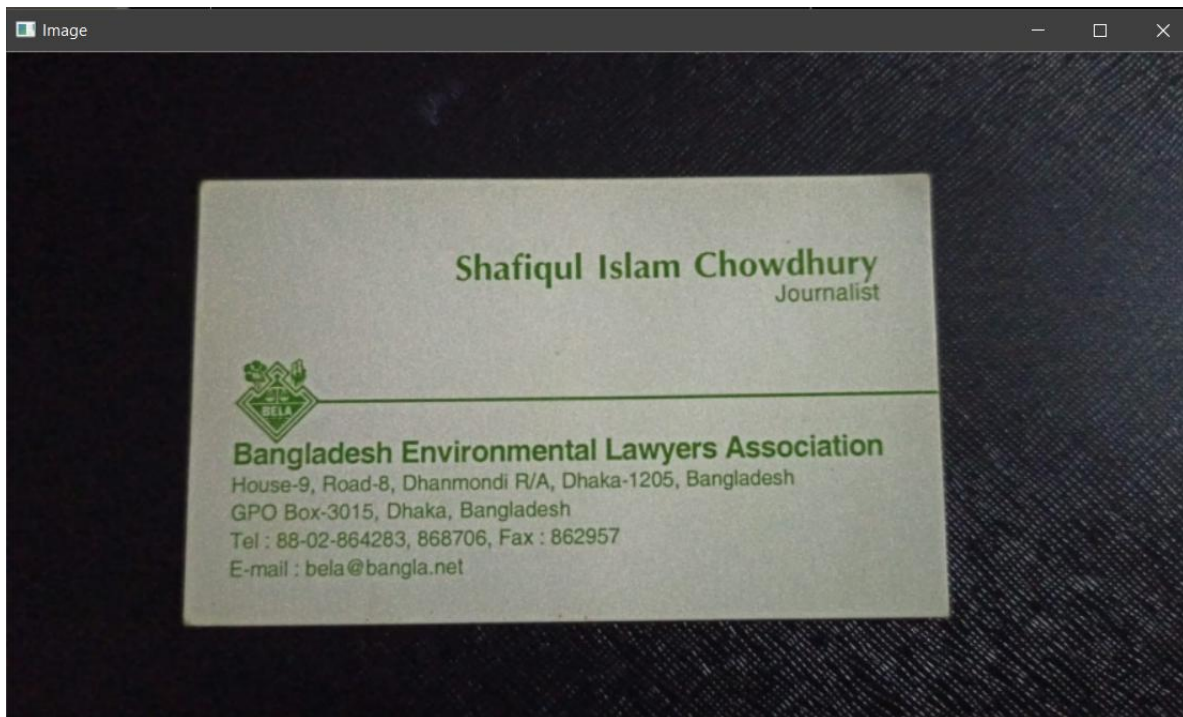 Image
Shafiqul Islam Chowdhury
Journalist
BELA
Bangladesh Environmental Lawyers Association
House-9, Road-8, Dhanmondi R/A, Dhaka-1205, Bangladesh
GPO Box-3015, Dhaka, Bangladesh
Tel : 88-02-864283, 868706, Fax : 862957
E-mail : bela@bangla.net